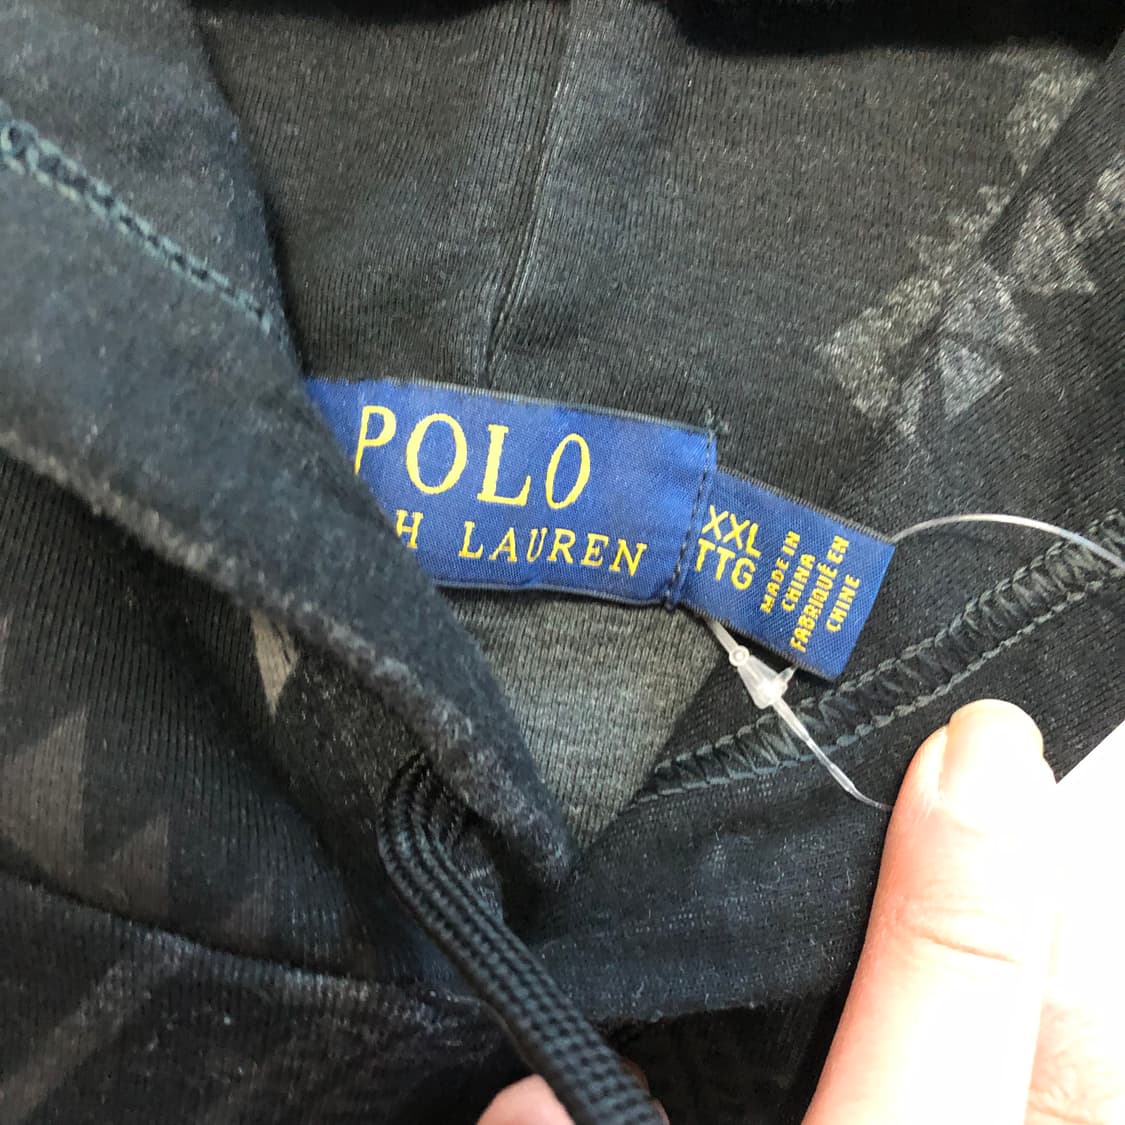 POLO
H LAUREN
XXL
TTG
MADE IN
CHINA
FABRIQUÉ EN
CHINE